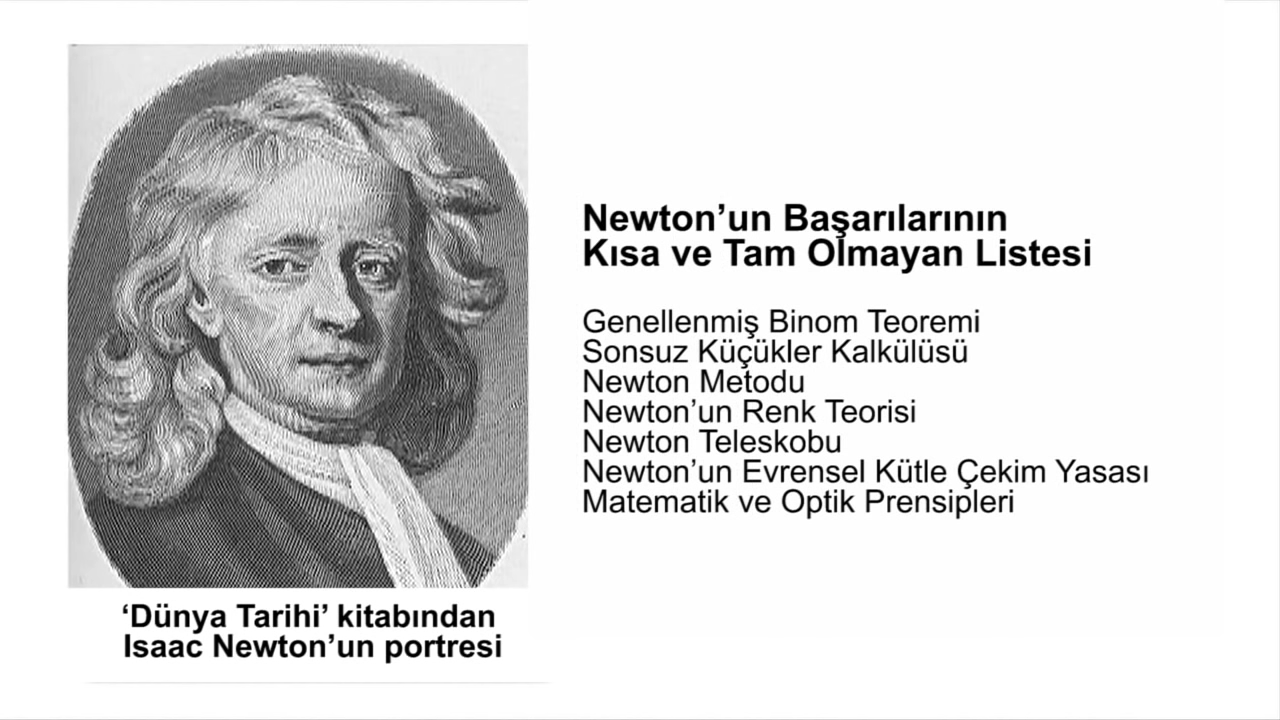 Newton’un Başarılarının
Kısa ve Tam Olmayan Listesi
Genellenmiş Binom Teoremi
Sonsuz Küçükler Kalkülüsü
Newton Metodu
Newton’un Renk Teorisi
Newton Teleskobu
Newton’un Evrensel Kütle Çekim Yasası
Matematik ve Optik Prensipleri
‘Dünya Tarihi’ kitabından
Isaac Newton’un portresi